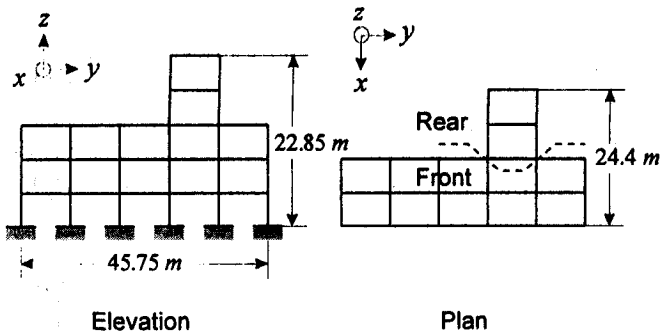 z
x
y
22.85 m
45.75 m
Elevation
z
y
x
Rear
Front
24.4 m
Plan